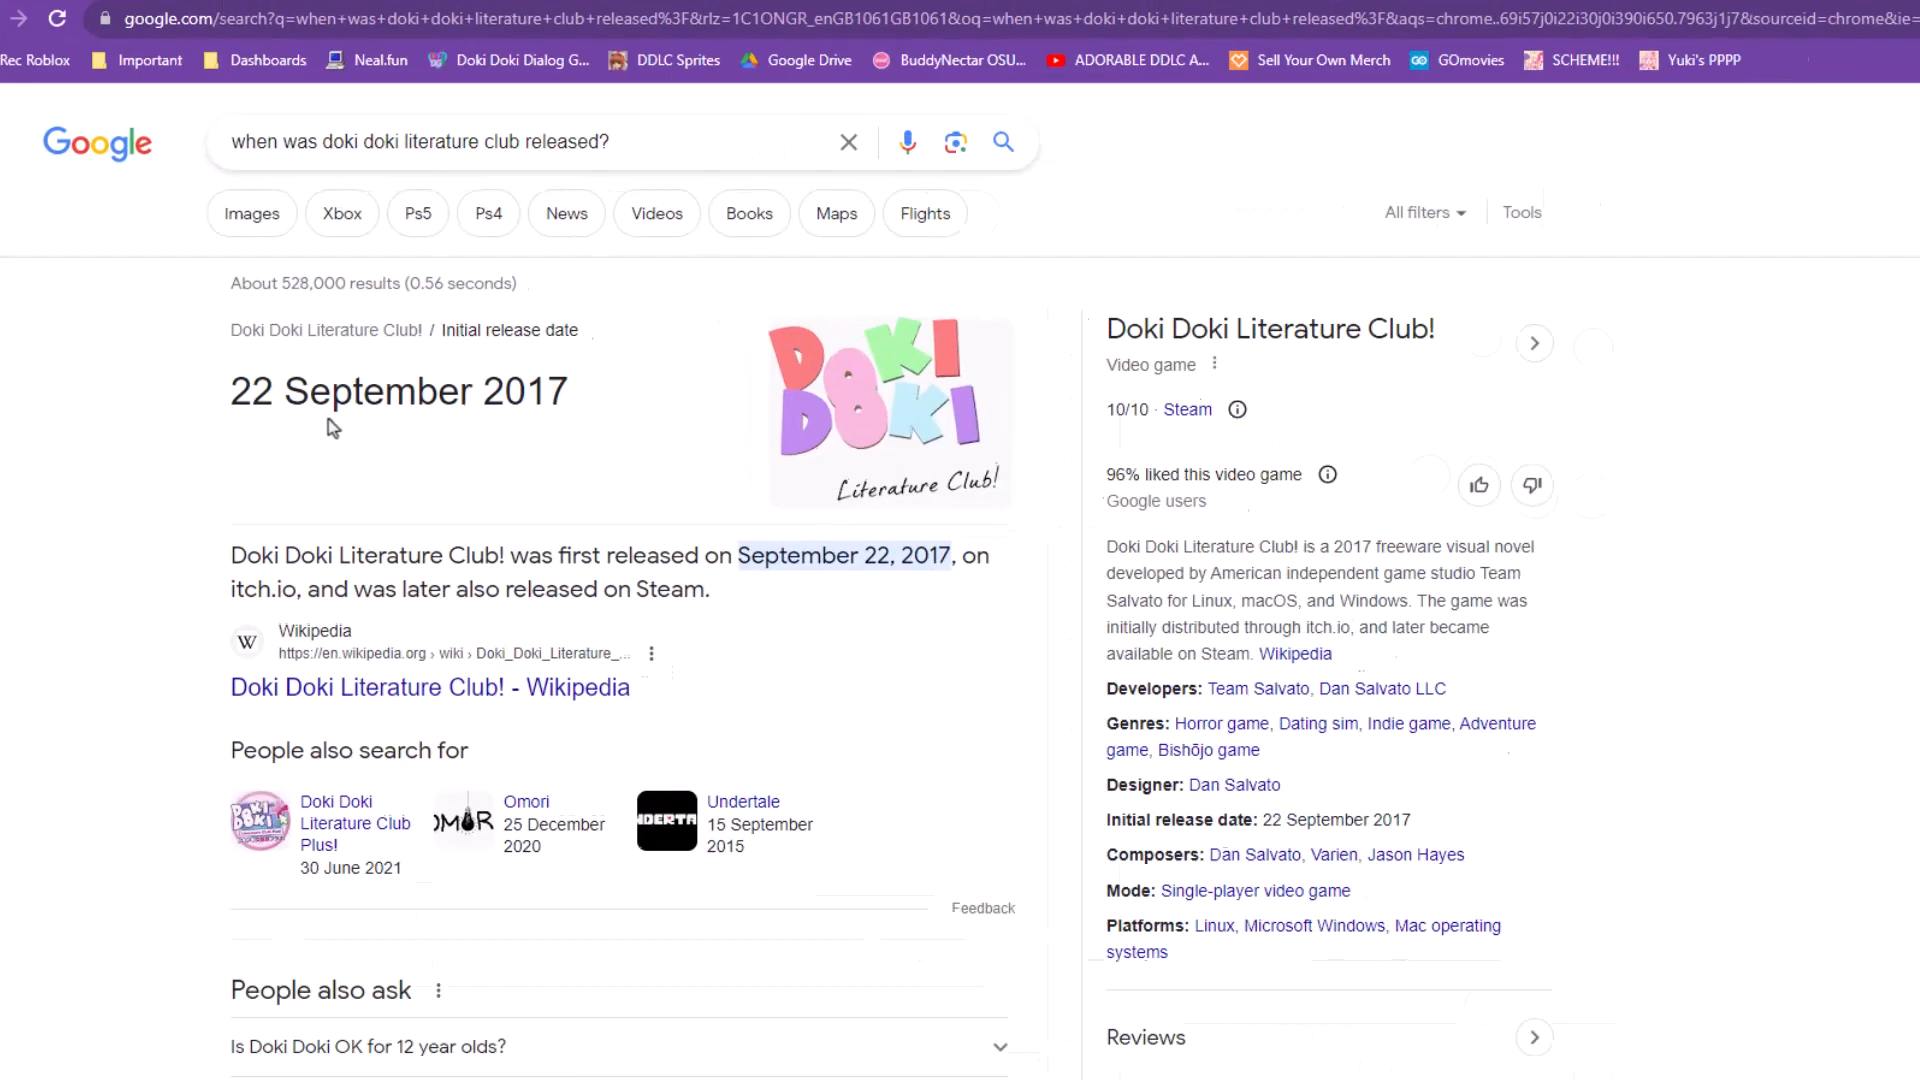 google.com/search?q=when+was+doki+doki+literature+club+released%3F&rlz=1C1ONGR_enGB1061GB1061&oq=when+was+doki+doki+literature+club+released%3F&aqs=chrome..69i57j0i22i30j0i390i650.7963j1j7&sourceid=chrome&ie=
Rec Roblox Important Dashboards Neal.fun Doki Doki Dialog G... DDLC Sprites Google Drive BuddyNectar OSU... ADORABLE DDLC A... Sell Your Own Merch GO GOmovies SCHEME!!! Yuki's PPPP
Google
when was doki doki literature club released?
Images Xbox Ps5 Ps4 News Videos Books Maps Flights
All filters Tools
About 528,000 results (0.56 seconds)
Doki Doki Literature Club! / Initial release date
22 September 2017
DOKI
DOKI
Literature Club!
Doki Doki Literature Club! was first released on September 22, 2017, on
itch.io, and was later also released on Steam.
W
Wikipedia
https://en.wikipedia.org › wiki › Doki_Doki_Literature_...
Doki Doki Literature Club! - Wikipedia
People also search for
Doki Doki
Literature Club
Plus!
30 June 2021
OMOR
Omori
25 December
2020
NDERTA
Undertale
15 September
2015
Feedback
People also ask
Is Doki Doki OK for 12 year olds?
Doki Doki Literature Club!
Video game
10/10 · Steam
96% liked this video game
Google users
Doki Doki Literature Club! is a 2017 freeware visual novel
developed by American independent game studio Team
Salvato for Linux, macOS, and Windows. The game was
initially distributed through itch.io, and later became
available on Steam. Wikipedia
Developers: Team Salvato, Dan Salvato LLC
Genres: Horror game, Dating sim, Indie game, Adventure
game, Bishōjo game
Designer: Dan Salvato
Initial release date: 22 September 2017
Composers: Dan Salvato, Varien, Jason Hayes
Mode: Single-player video game
Platforms: Linux, Microsoft Windows, Mac operating
systems
Reviews